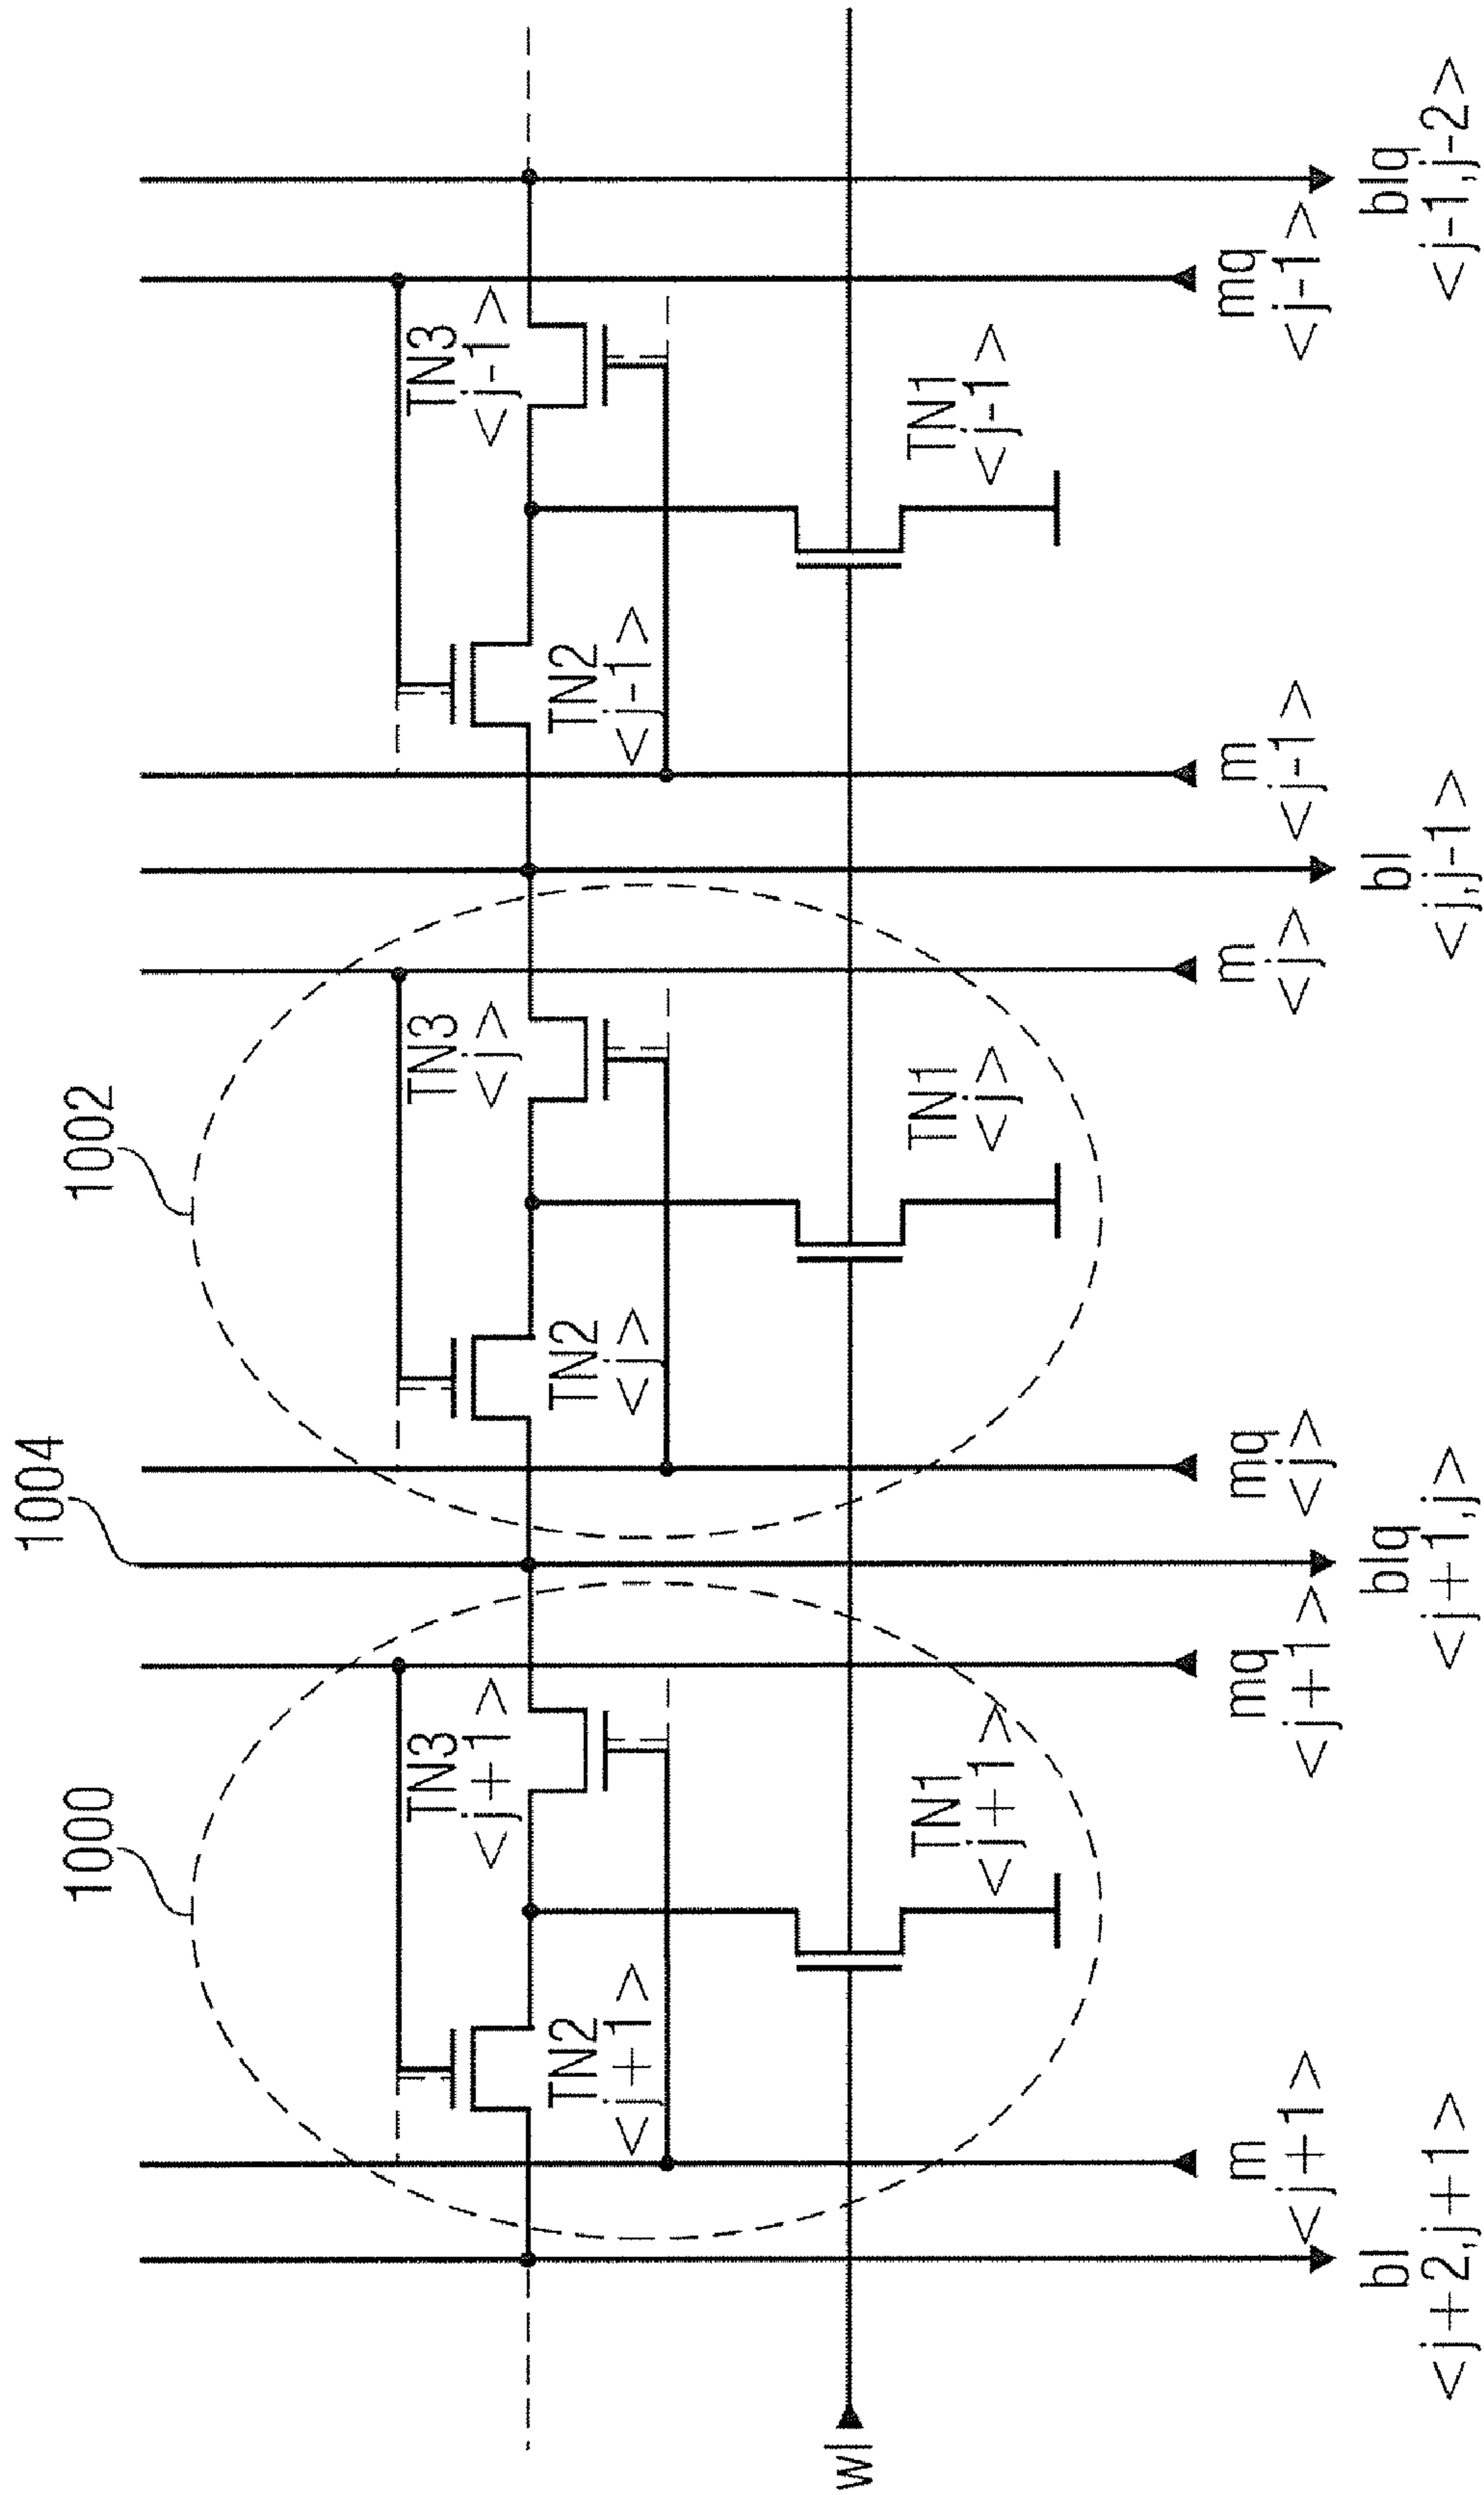 1004
1000
1002
TN3
<j+1>
TN3
<j>
TN3
<j-1>
TN2
<j+1>
TN2
<j>
TN2
<j-1>
wl
TN1
<j+1>
TN1
<j>
TN1
<j-1>
m
<j+1>
mq
<j+1>
mq
<j>
m
<j>
m
<j-1>
mq
<j-1>
bl
<j+2,j+1>
blq
<j+1,j>
bl
<j,j-1>
blq
<j-1,j-2>